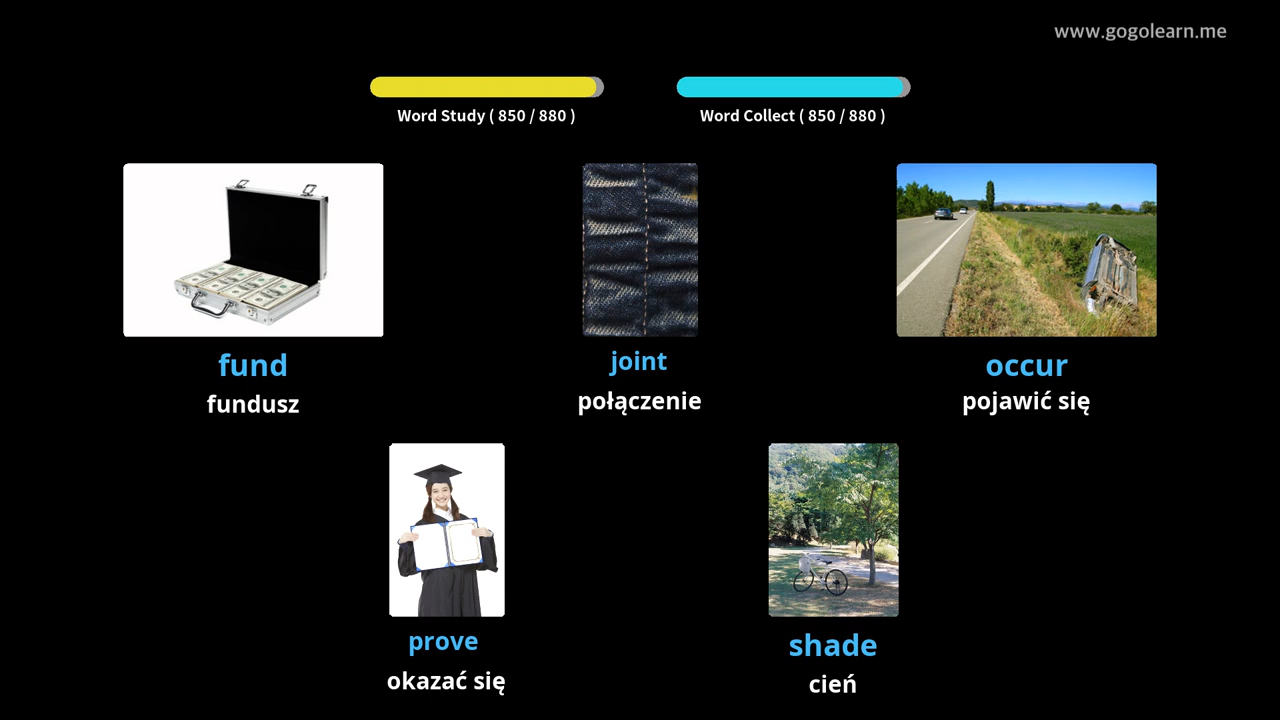 www.gogolearn.me
Word Study ( 850 / 880 )
Word Collect ( 850 / 880 )
fund
fundusz
joint
połączenie
occur
pojawić się
prove
okazać się
shade
cień